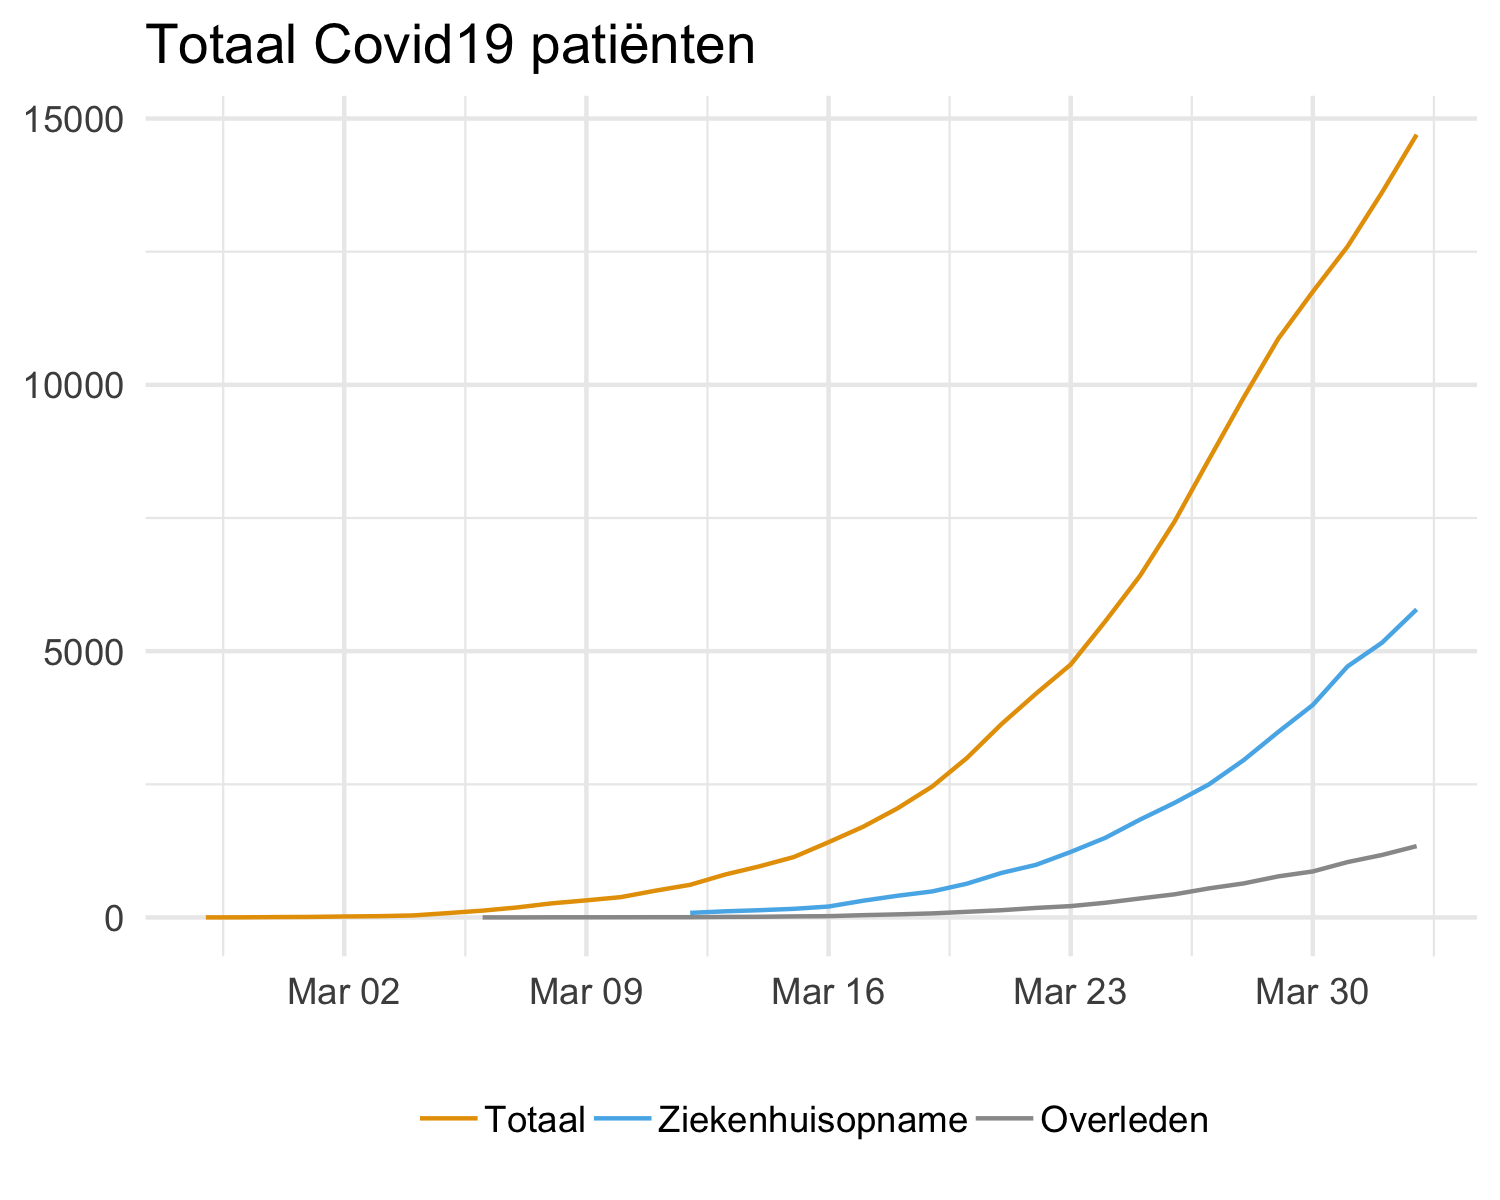 Totaal Covid19 patiënten
15000
10000
5000
0
Mar 02 Mar 09 Mar 16 Mar 23 Mar 30
Totaal Ziekenhuisopname Overleden